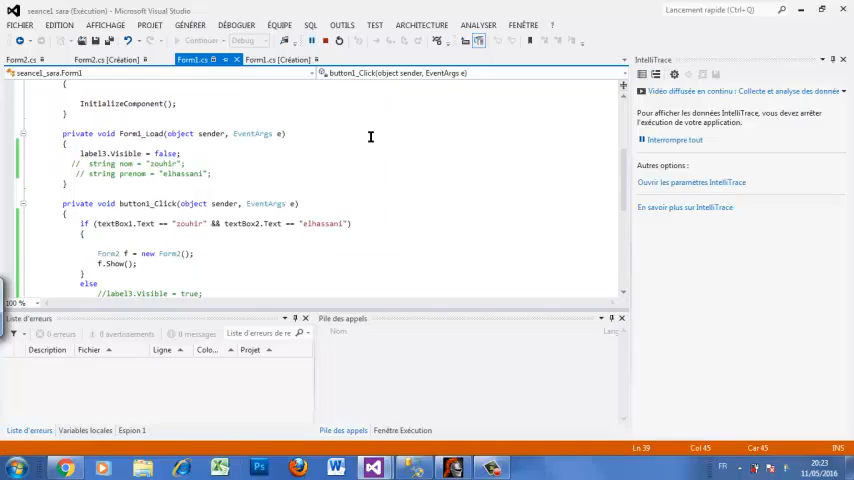 seance1_sara (Exécution) - Microsoft Visual Studio
Lancement rapide (Ctrl+Q)
FICHIER EDITION AFFICHAGE PROJET GÉNÉRER DÉBOGUER ÉQUIPE SQL OUTILS TEST ARCHITECTURE ANALYSER FENÊTRE ?
Continuer Debug
Form2.cs Form2.cs [Création] Form1.cs Form1.cs [Création]
seance1_sara.Form1 button1_Click(object sender, EventArgs e)
{
InitializeComponent();
}
private void Form1_Load(object sender, EventArgs e)
{
label3.Visible = false;
// string nom = "zouhir";
// string prenom = "elhassani";
}
private void button1_Click(object sender, EventArgs e)
{
if (textBox1.Text == "zouhir" && textBox2.Text == "elhassani")
{
Form2 f = new Form2();
f.Show();
}
else
//label3.Visible = true;
100 %
IntelliTrace
Vidéo diffusée en continu : Collecte et analyse des données
Pour afficher les données IntelliTrace, vous devez arrêter
l'exécution de votre application.
Interrompre tout
Autres options :
Ouvrir les paramètres IntelliTrace
En savoir plus sur IntelliTrace
Liste d'erreurs
0 erreurs 0 avertissements 0 messages Liste d'erreurs de re
Description Fichier Ligne Colo... Projet
Liste d'erreurs Variables locales Espion 1
Pile des appels
Nom Lang
Pile des appels Fenêtre Exécution
Ln 39 Col 45 Car 45 INS
FR
20:23
11/05/2016